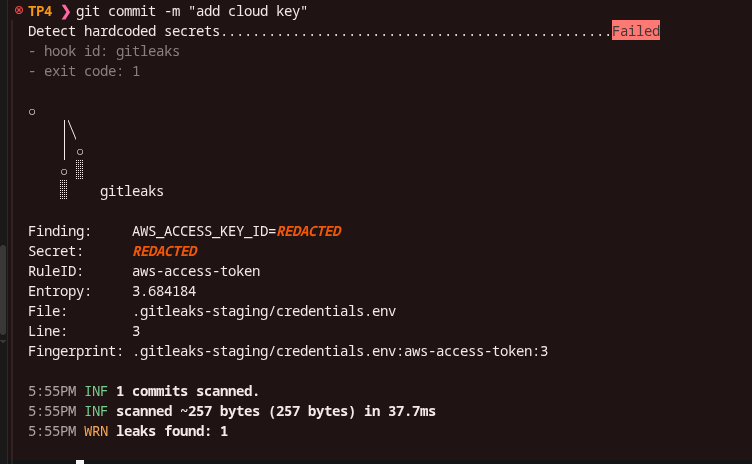 TP4 ❯ git commit -m "add cloud key"
Detect hardcoded secrets.................................................Failed
- hook id: gitleaks
- exit code: 1

○
    │╲
    │ ○
    ○ ░
    ░    gitleaks

Finding:     AWS_ACCESS_KEY_ID=REDACTED
Secret:      REDACTED
RuleID:      aws-access-token
Entropy:     3.684184
File:        .gitleaks-staging/credentials.env
Line:        3
Fingerprint: .gitleaks-staging/credentials.env:aws-access-token:3

5:55PM INF 1 commits scanned.
5:55PM INF scanned ~257 bytes (257 bytes) in 37.7ms
5:55PM WRN leaks found: 1